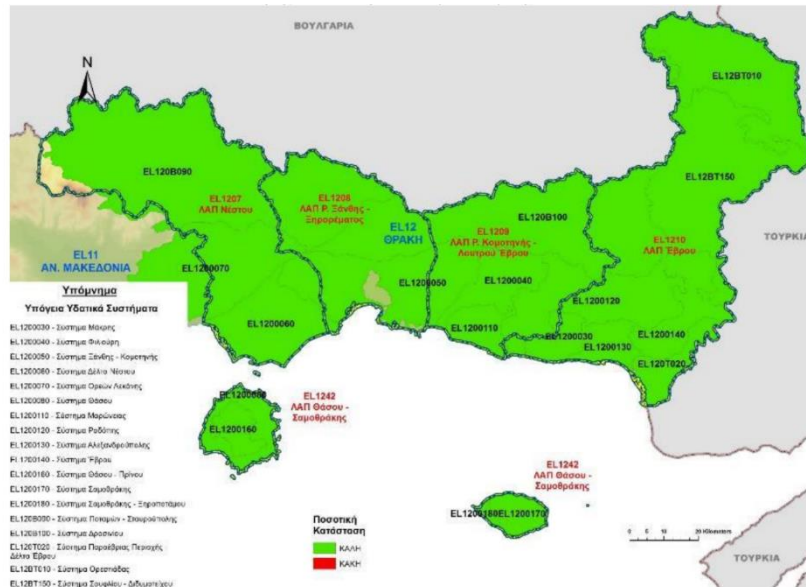 ΒΟΥΛΓΑΡΙΑ
N
EL12BT010
EL120B090
EL1207
ΛΑΠ Νέστου
EL1208
ΛΑΠ Ρ. Ξάνθης -
Ξηρορέματος
EL12BT150
EL120B100
EL12
ΘΡΑΚΗ
EL1209
ΛΑΠ Ρ. Κομοτηνής -
Λουτρού Έβρου
EL1210
ΛΑΠ Έβρου
ΤΟΥΡΚΙΑ
EL11
ΑΝ. ΜΑΚΕΔΟΝΙΑ
EL1200070
EL1200050
EL1200040
EL1200120
Υπόμνημα
Υπόγεια Υδατικά Συστήματα
EL1200060
EL1200110
EL1200030
EL1200130
EL1200140
EL120T020
EL1200030 - Σύστημα Μάκρης
EL1200040 - Σύστημα Φιλιούρη
EL1200050 - Σύστημα Ξάνθης - Κομοτηνής
EL1200060 - Σύστημα Δέλτα Νέστου
EL1200070 - Σύστημα Ορέων Λεκάνης
EL1200080 - Σύστημα Θάσου
EL1200110 - Σύστημα Μαρώνειας
EL1200120 - Σύστημα Ροδόπης
EL1200130 - Σύστημα Αλεξανδρούπολης
EL1200140 - Σύστημα Έβρου
EL1200160 - Σύστημα Θάσου - Πρίνου
EL1200170 - Σύστημα Σαμοθράκης
EL1200180 - Σύστημα Σαμοθράκης - Ξηροποτάμου
EL120B090 - Σύστημα Ποταμών - Σταυρούπολης
EL120B100 - Σύστημα Δροσινίου
EL120T020 - Σύστημα Παραέβριας Περιοχής
Δέλτα Έβρου
EL12BT010 - Σύστημα Ορεστιάδας
EL12BT150 - Σύστημα Σουφλίου - Διδυμοτείχου
EL1200080
EL1200160
EL1242
ΛΑΠ Θάσου -
Σαμοθράκης
EL1242
ΛΑΠ Θάσου -
Σαμοθράκης
EL1200180EL1200170
Ποσοτική
Κατάσταση
ΚΑΛΗ
ΚΑΚΗ
ΤΟΥΡΚΙΑ